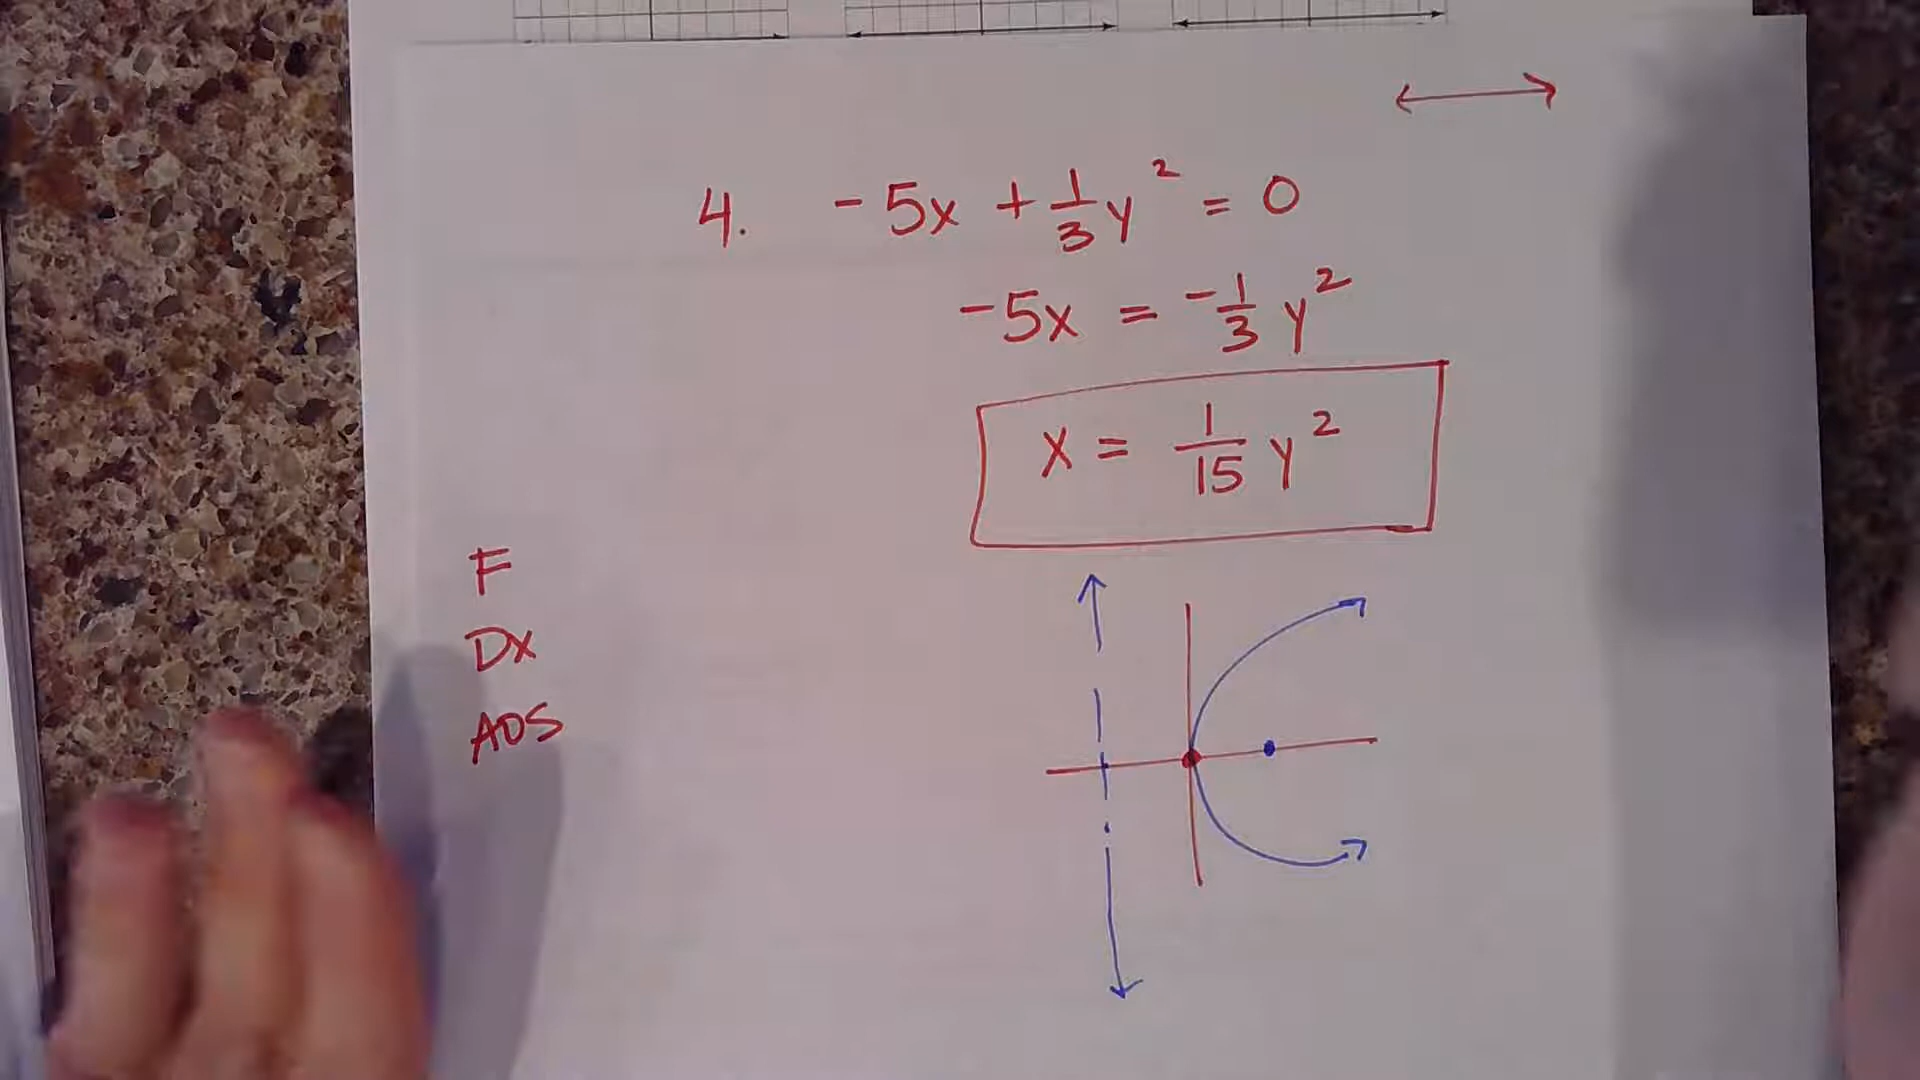 4. -5x + 1/3 y² = 0
-5x = -1/3 y²
x = 1/15 y²
F
Dx
AOS